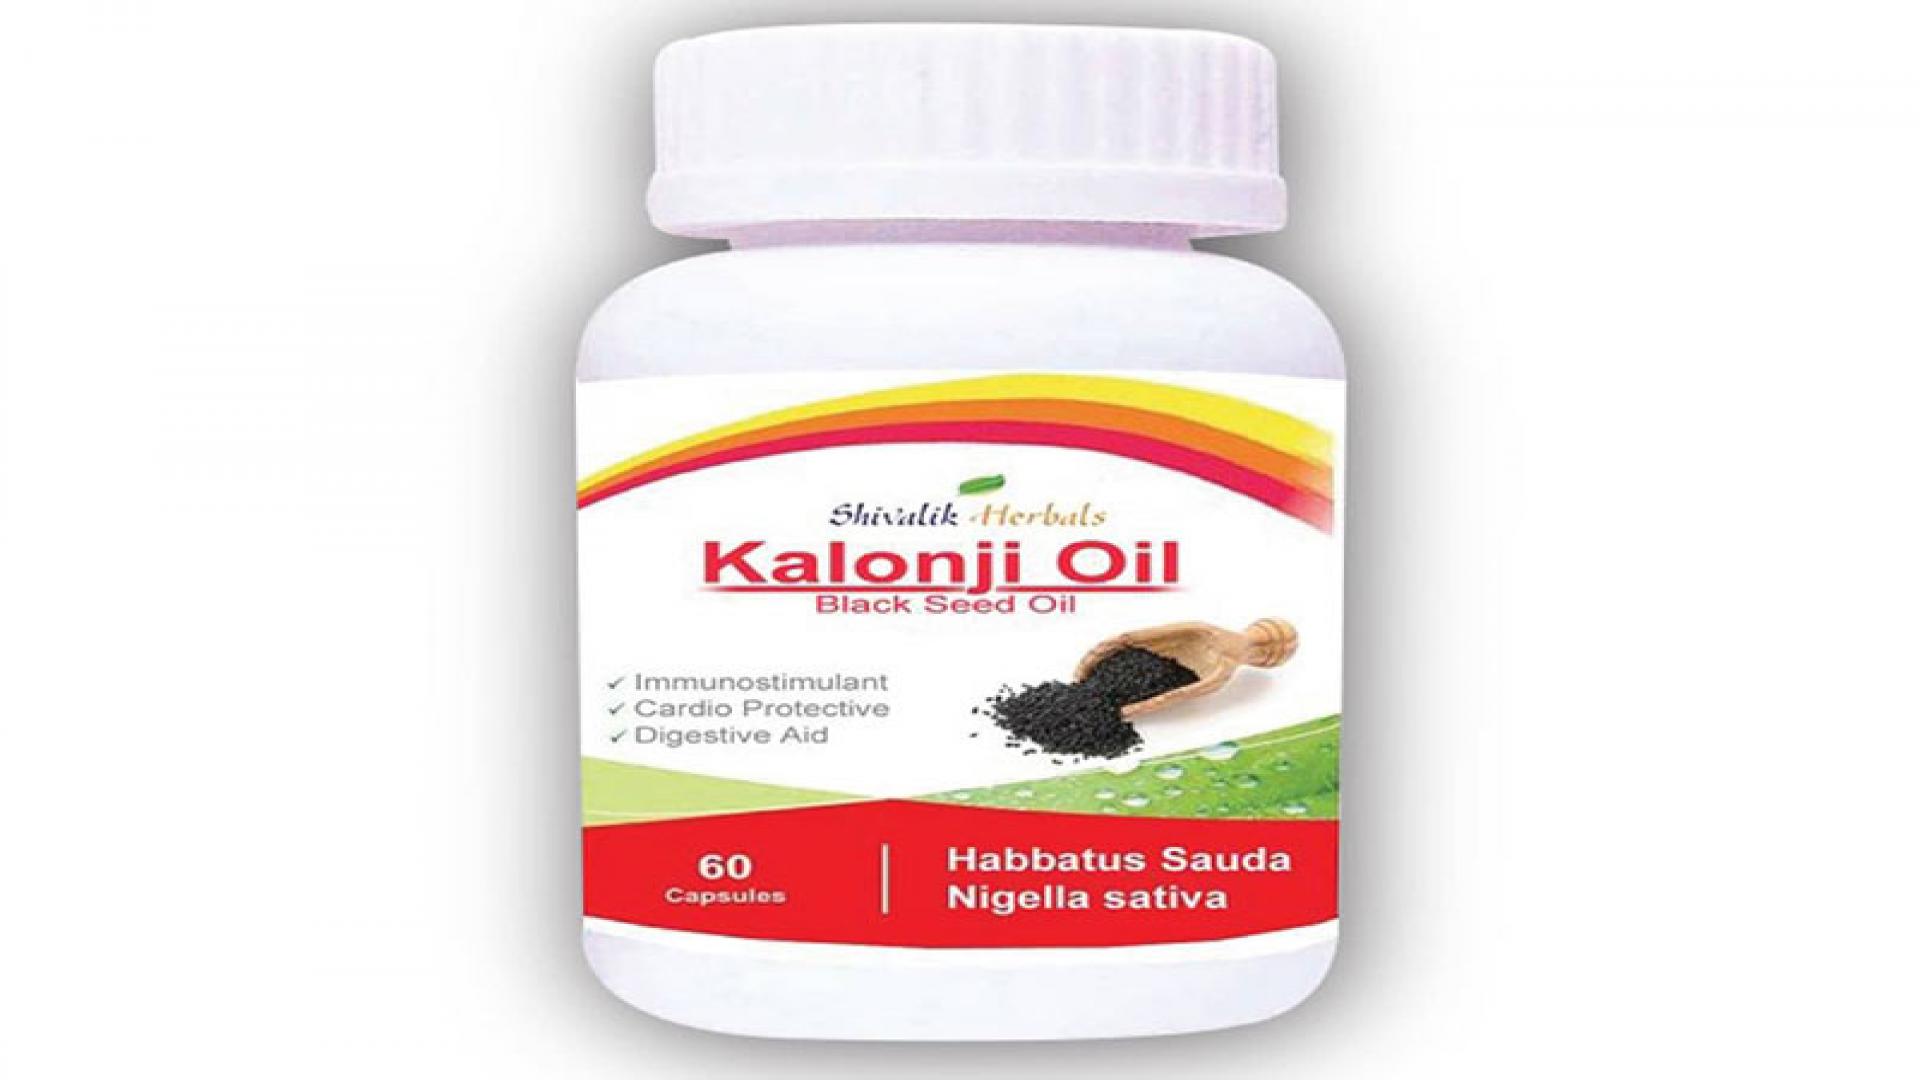 Shivalik Herbals
Kalonji Oil
Black Seed Oil
Immunostimulant
Cardio Protective
Digestive Aid
60
Capsules
Habbatus Sauda
Nigella sativa